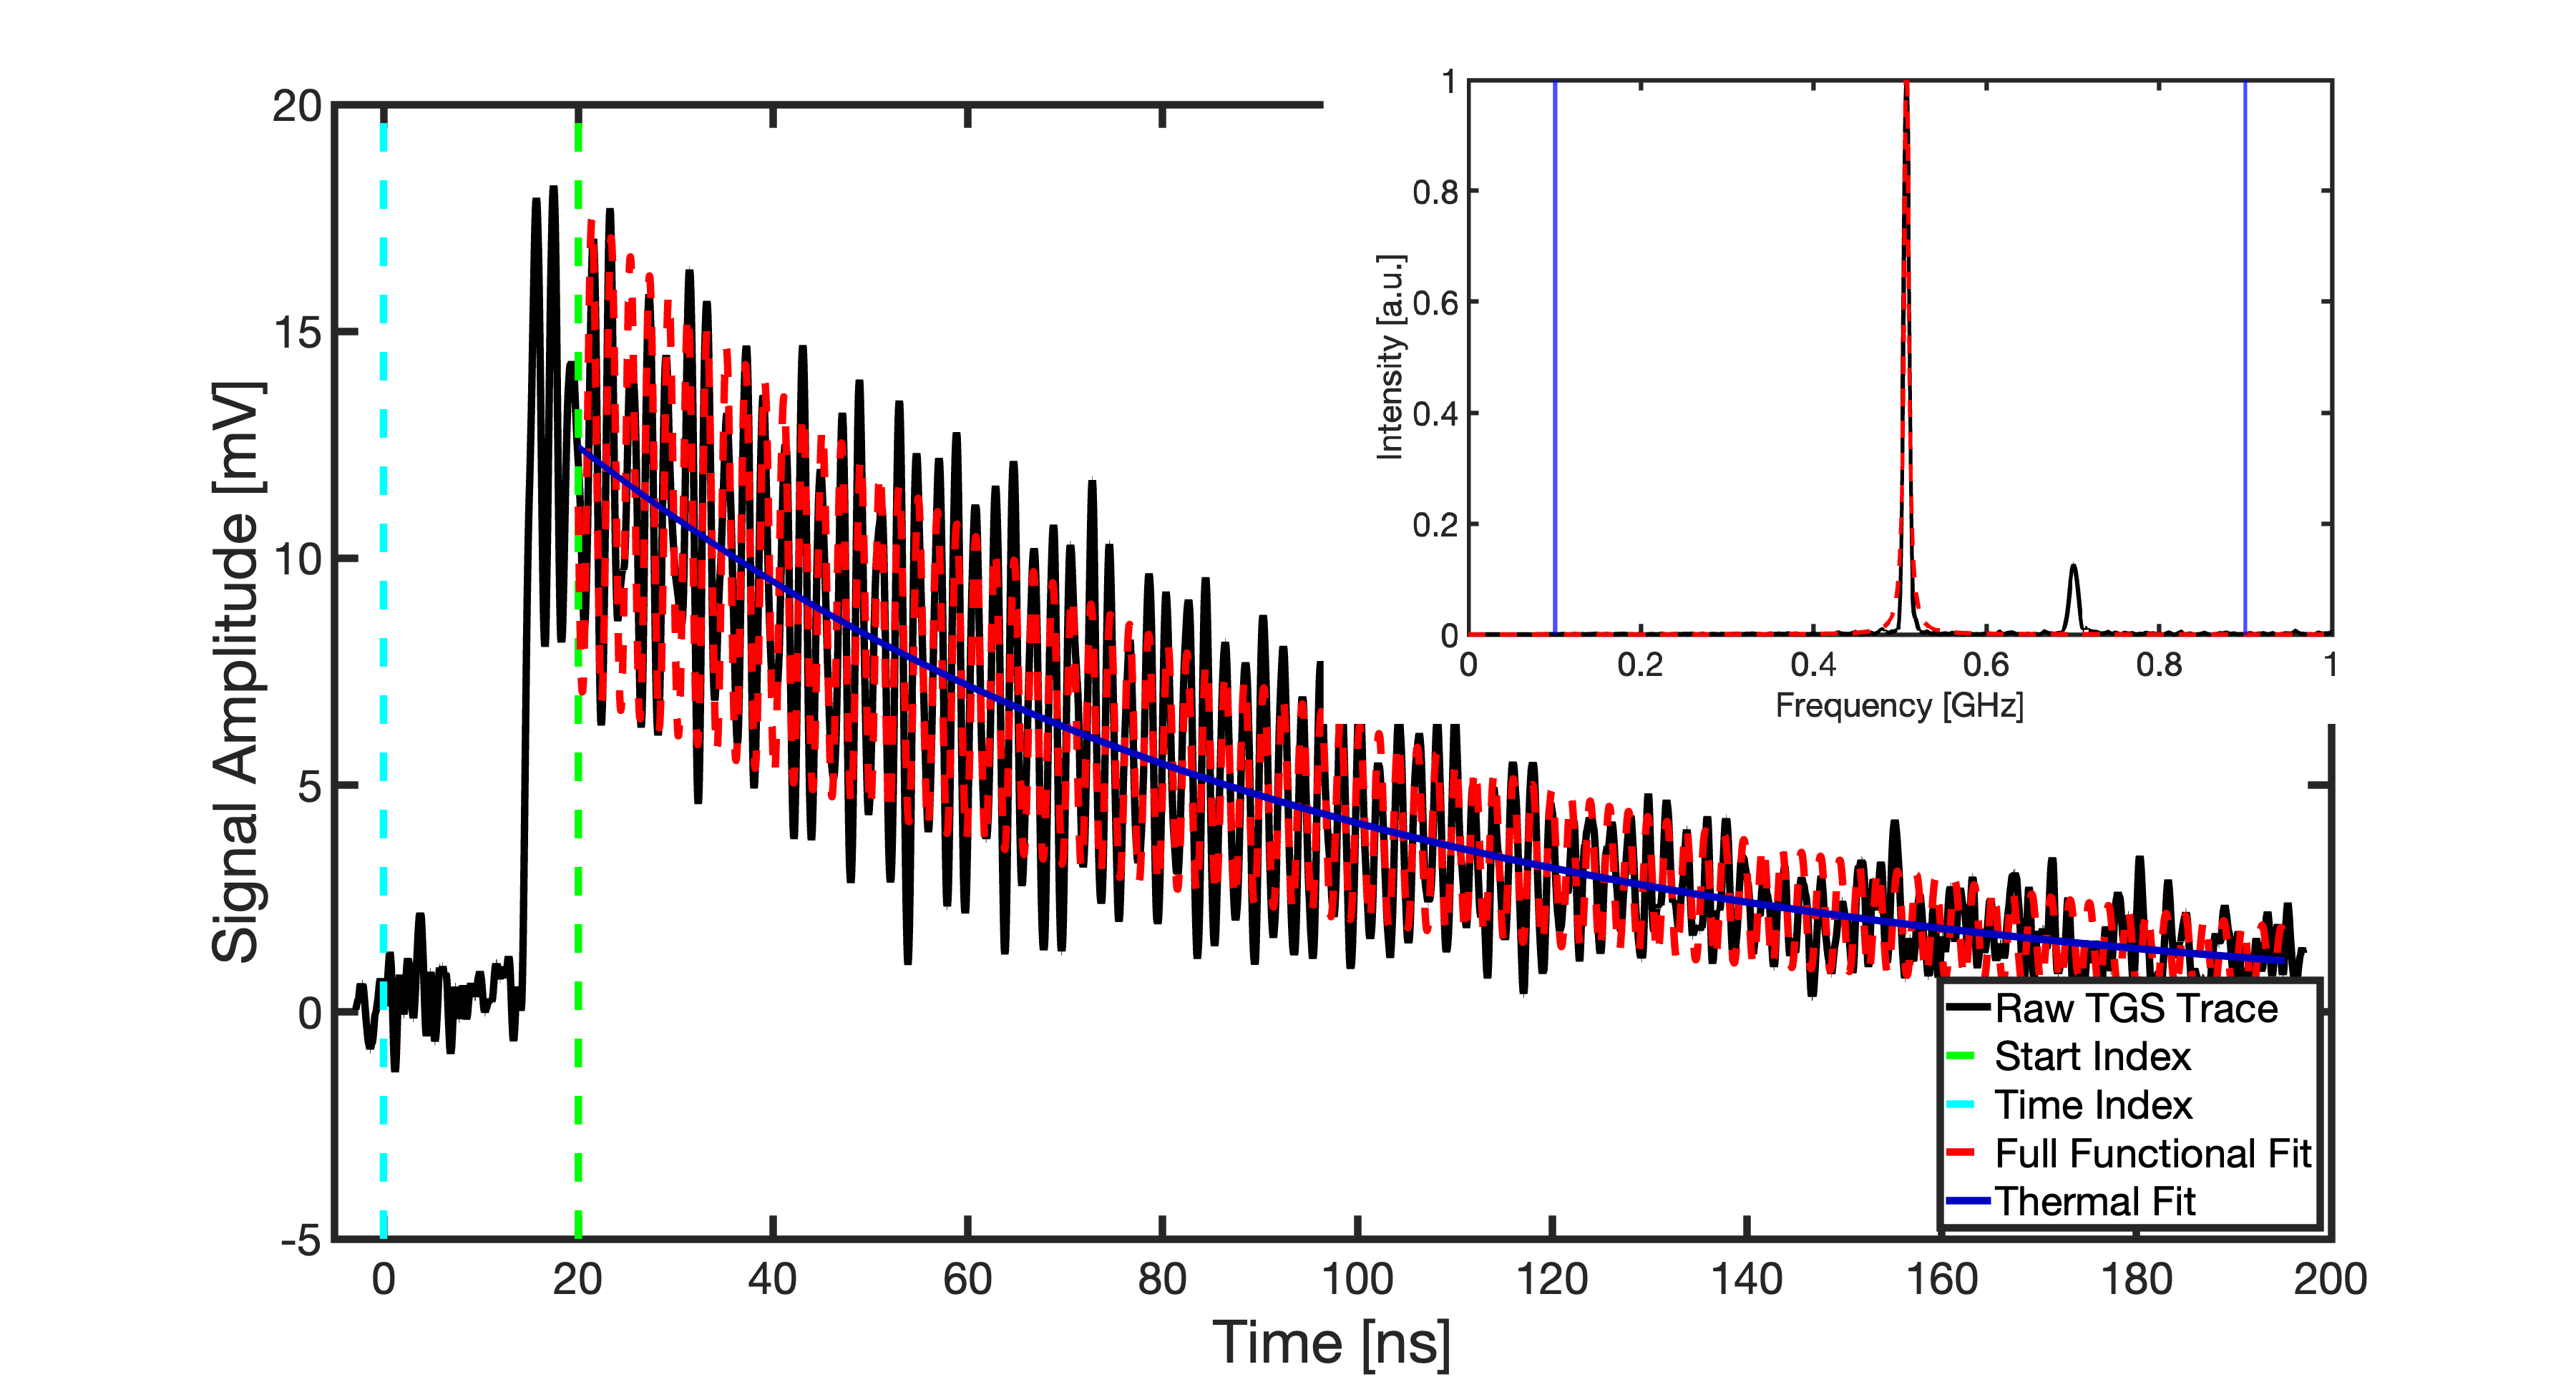 20
15
10
5
0
-5
Signal Amplitude [mV]
0 20 40 60 80 100 120 140 160 180 200
Time [ns]
1
0.8
0.6
0.4
0.2
0
Intensity [a.u.]
0 0.2 0.4 0.6 0.8 1
Frequency [GHz]
Raw TGS Trace
Start Index
Time Index
Full Functional Fit
Thermal Fit